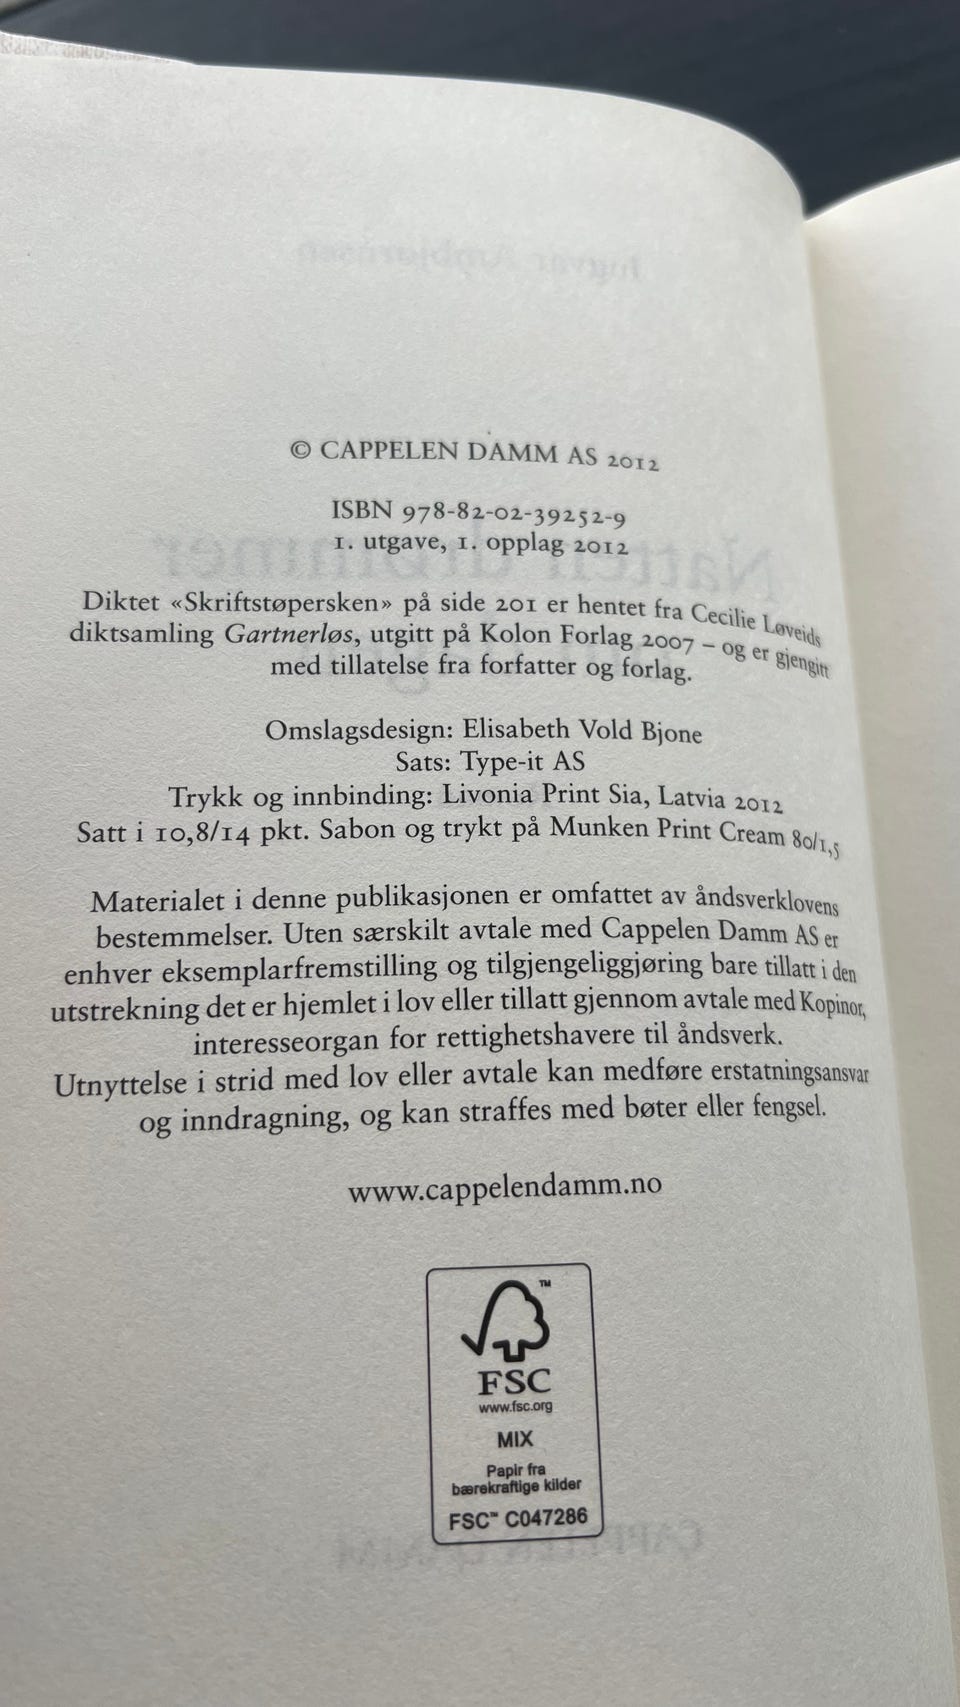 © CAPPELEN DAMM AS 2012
ISBN 978-82-02-39252-9
1. utgave, 1. opplag 2012
Diktet «Skriftstøpersken» på side 201 er hentet fra Cecilie Løveids
diktsamling Gartnerløs, utgitt på Kolon Forlag 2007 – og er gjengitt
med tillatelse fra forfatter og forlag.
Omslagsdesign: Elisabeth Vold Bjone
Sats: Type-it AS
Trykk og innbinding: Livonia Print Sia, Latvia 2012
Satt i 10,8/14 pkt. Sabon og trykt på Munken Print Cream 80/1,5
Materialet i denne publikasjonen er omfattet av åndsverklovens
bestemmelser. Uten særskilt avtale med Cappelen Damm AS er
enhver eksemplarfremstilling og tilgjengeliggjøring bare tillatt i den
utstrekning det er hjemlet i lov eller tillatt gjennom avtale med Kopinor,
interesseorgan for rettighetshavere til åndsverk.
Utnyttelse i strid med lov eller avtale kan medføre erstatningsansvar
og inndragning, og kan straffes med bøter eller fengsel.
www.cappelendamm.no
TM
FSC
www.fsc.org
MIX
Papir fra
bærekraftige kilder
FSC™ C047286